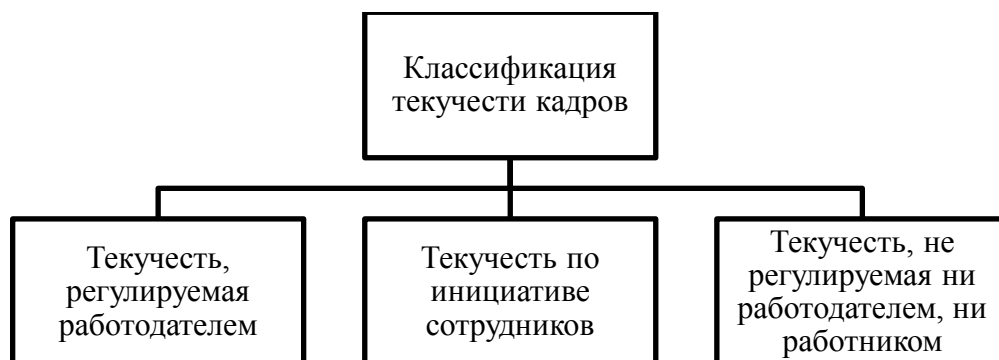 Классификация
текучести кадров
Текучесть,
регулируемая
работодателем
Текучесть по
инициативе
сотрудников
Текучесть, не
регулируемая ни
работодателем, ни
работником